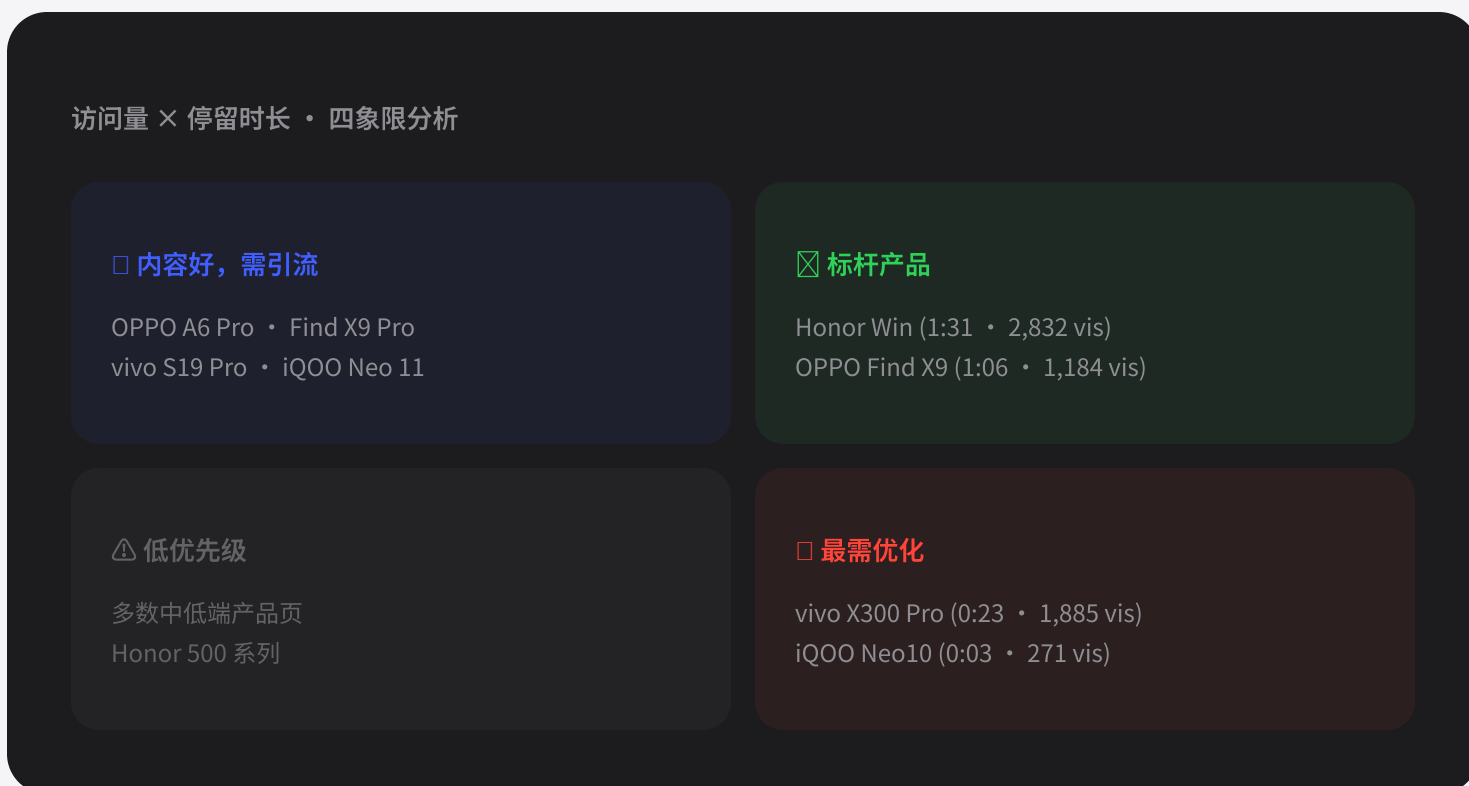 访问量 × 停留时长 · 四象限分析
内容好，需引流
OPPO A6 Pro · Find X9 Pro
vivo S19 Pro · iQOO Neo 11
标杆产品
Honor Win (1:31 · 2,832 vis)
OPPO Find X9 (1:06 · 1,184 vis)
⚠ 低优先级
多数中低端产品页
Honor 500 系列
最需优化
vivo X300 Pro (0:23 · 1,885 vis)
iQOO Neo10 (0:03 · 271 vis)